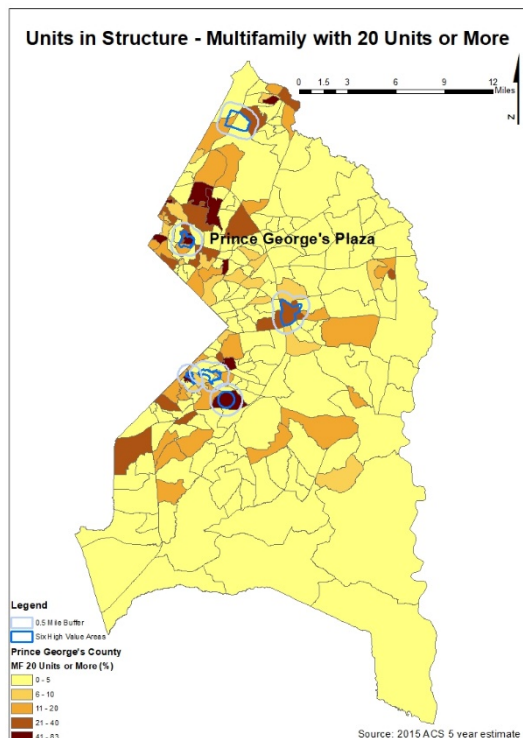 Units in Structure - Multifamily with 20 Units or More
0 1.5 3 6 9 12
Miles
N
Prince George's Plaza
Legend
0.5 Mile Buffer
Six High Value Areas
Prince George's County
MF 20 Units or More (%)
0 - 5
6 - 10
11 - 20
21 - 40
41 - 83
Source: 2015 ACS 5 year estimate